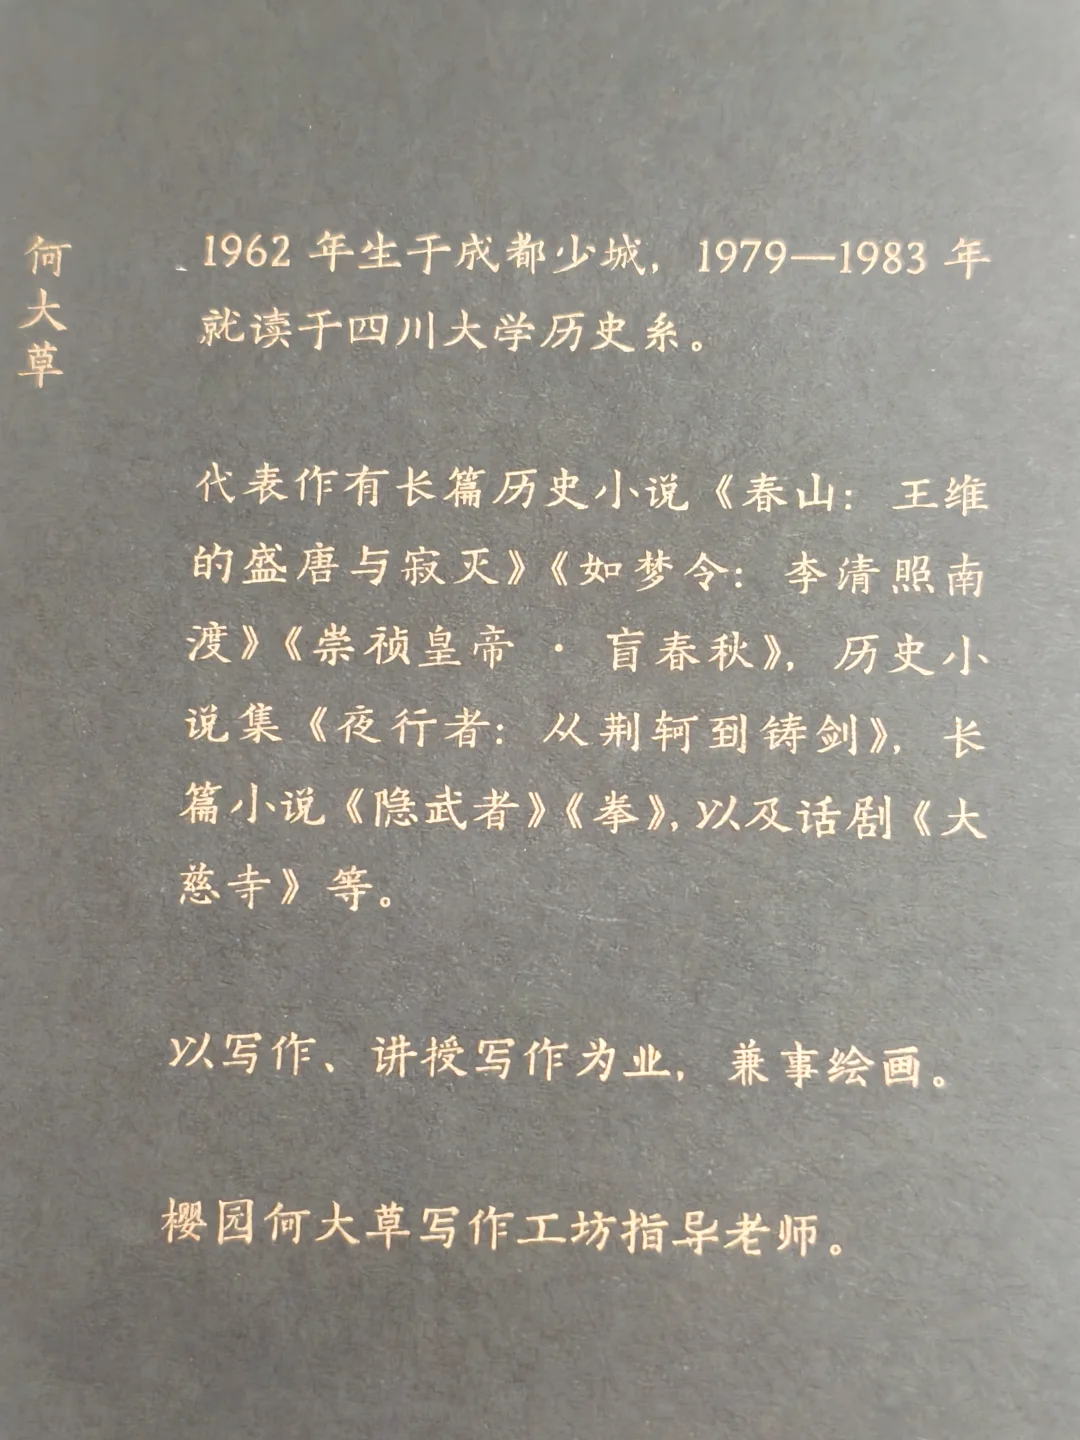 何大草
1962 年生于成都少城，1979—1983 年
就读于四川大学历史系。
代表作有长篇历史小说《春山：王维
的盛唐与寂灭》《如梦令：李清照南
渡》《崇祯皇帝·盲春秋》，历史小
说集《夜行者：从荆轲到铸剑》，长
篇小说《隐武者》《拳》，以及话剧《大
慈寺》等。
以写作、讲授写作为业，兼事绘画。
樱园何大草写作工坊指导老师。